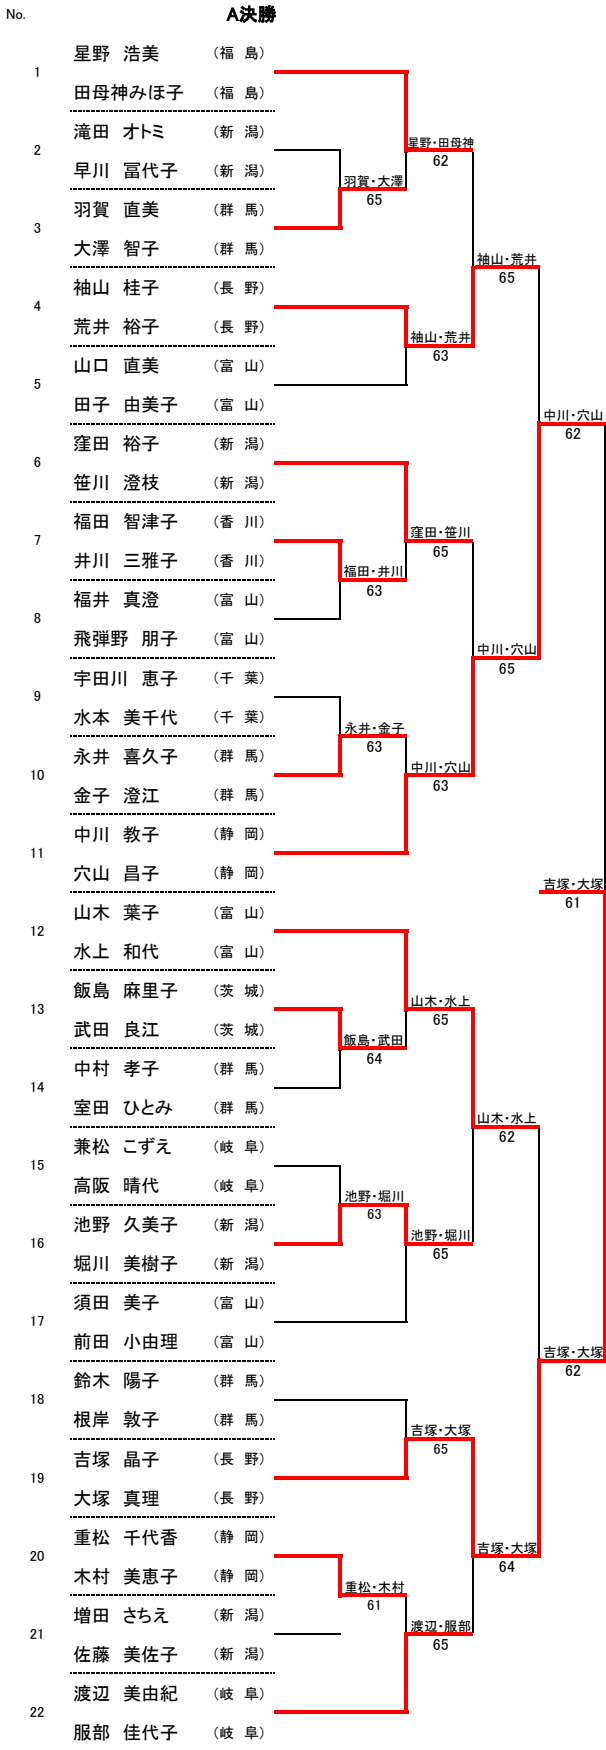 No. A決勝
星野 浩美 (福 島)
1
田母神みほ子 (福 島)
滝田 オトミ (新 潟)
2 星野・田母神
62
早川 冨代子 (新 潟)
羽賀・大澤
65
羽賀 直美 (群 馬)
3
大澤 智子 (群 馬)
袖山・荒井
65
袖山 桂子 (長 野)
4
荒井 裕子 (長 野)
袖山・荒井
63
山口 直美 (富 山)
5
田子 由美子 (富 山)
中川・穴山
62
窪田 裕子 (新 潟)
6
笹川 澄枝 (新 潟)
福田 智津子 (香 川)
7 窪田・笹川
65
井川 三雅子 (香 川)
福田・井川
63
福井 真澄 (富 山)
8
飛弾野 朋子 (富 山)
中川・穴山
65
宇田川 恵子 (千 葉)
9
水本 美千代 (千 葉)
永井・金子
63
永井 喜久子 (群 馬)
10 中川・穴山
63
金子 澄江 (群 馬)
中川 教子 (静 岡)
11
穴山 昌子 (静 岡)
吉塚・大塚
61
山木 葉子 (富 山)
12
水上 和代 (富 山)
飯島 麻里子 (茨 城)
13 山木・水上
65
武田 良江 (茨 城)
飯島・武田
64
中村 孝子 (群 馬)
14
室田 ひとみ (群 馬)
山木・水上
62
兼松 こずえ (岐 阜)
15
高阪 晴代 (岐 阜)
池野・堀川
63
池野 久美子 (新 潟)
16 池野・堀川
65
堀川 美樹子 (新 潟)
須田 美子 (富 山)
17
前田 小由理 (富 山)
吉塚・大塚
62
鈴木 陽子 (群 馬)
18
根岸 敦子 (群 馬)
吉塚・大塚
65
吉塚 晶子 (長 野)
19
大塚 真理 (長 野)
重松 千代香 (静 岡)
20 吉塚・大塚
64
木村 美恵子 (静 岡)
重松・木村
61
増田 さちえ (新 潟)
21 渡辺・服部
65
佐藤 美佐子 (新 潟)
渡辺 美由紀 (岐 阜)
22
服部 佳代子 (岐 阜)